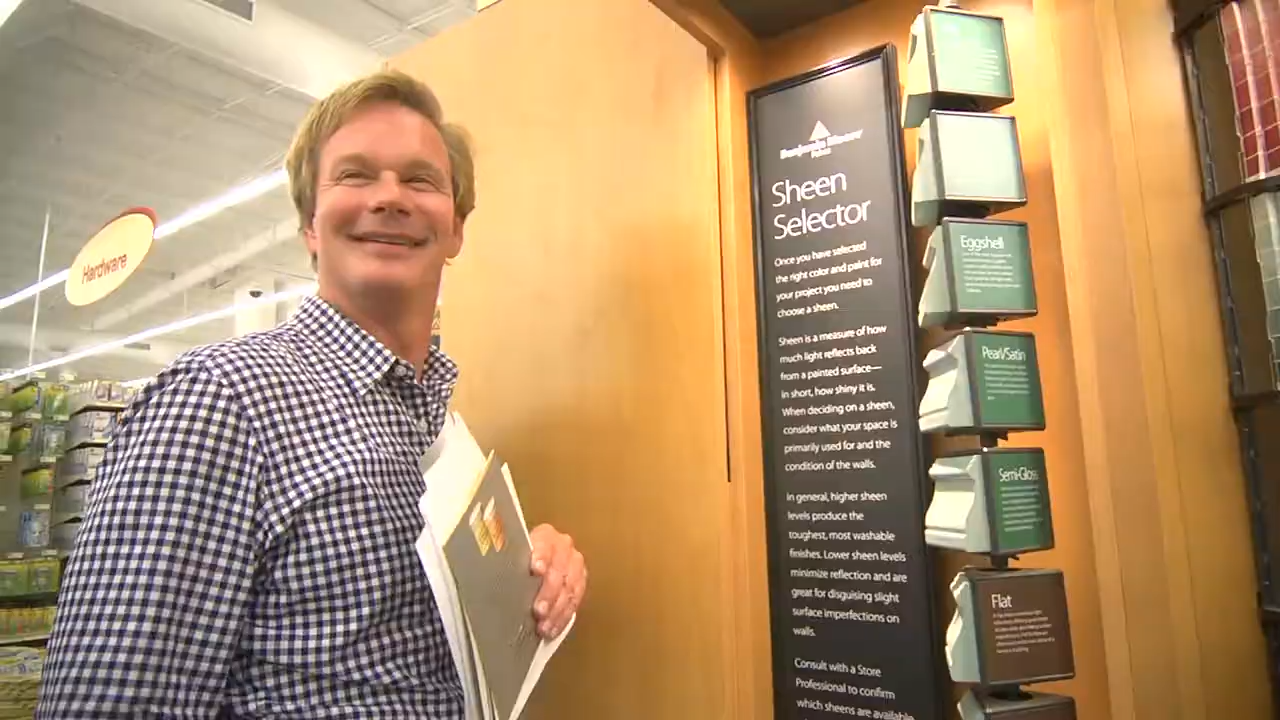 Hardware
Benjamin Moore
Paints
Sheen
Selector
Once you have selected
the right color and paint for
your project you need to
choose a sheen.
Sheen is a measure of how
much light reflects back
from a painted surface—
in short, how shiny it is.
When deciding on a sheen,
consider what your space is
primarily used for and the
condition of the walls.
In general, higher sheen
levels produce the
toughest, most washable
finishes. Lower sheen levels
minimize reflection and are
great for disguising slight
surface imperfections on
walls.
Consult with a Store
Professional to confirm
which sheens are available
Eggshell
Pearl/Satin
Semi-Gloss
Flat